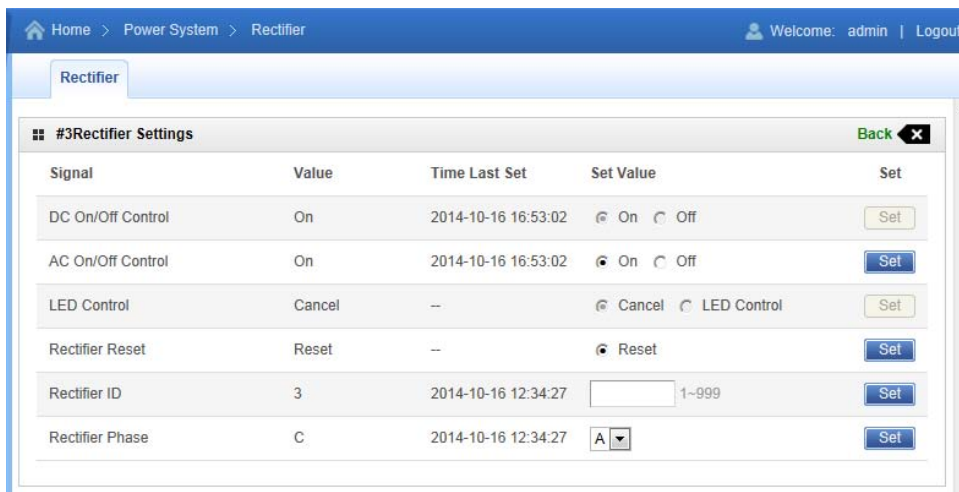 Home > Power System > Rectifier
Welcome: admin | Logout
Rectifier
#3Rectifier Settings
Back
Signal Value Time Last Set Set Value Set
DC On/Off Control On 2014-10-16 16:53:02 On Off Set
AC On/Off Control On 2014-10-16 16:53:02 On Off Set
LED Control Cancel -- Cancel LED Control Set
Rectifier Reset Reset -- Reset Set
Rectifier ID 3 2014-10-16 12:34:27 1~999 Set
Rectifier Phase C 2014-10-16 12:34:27 A Set